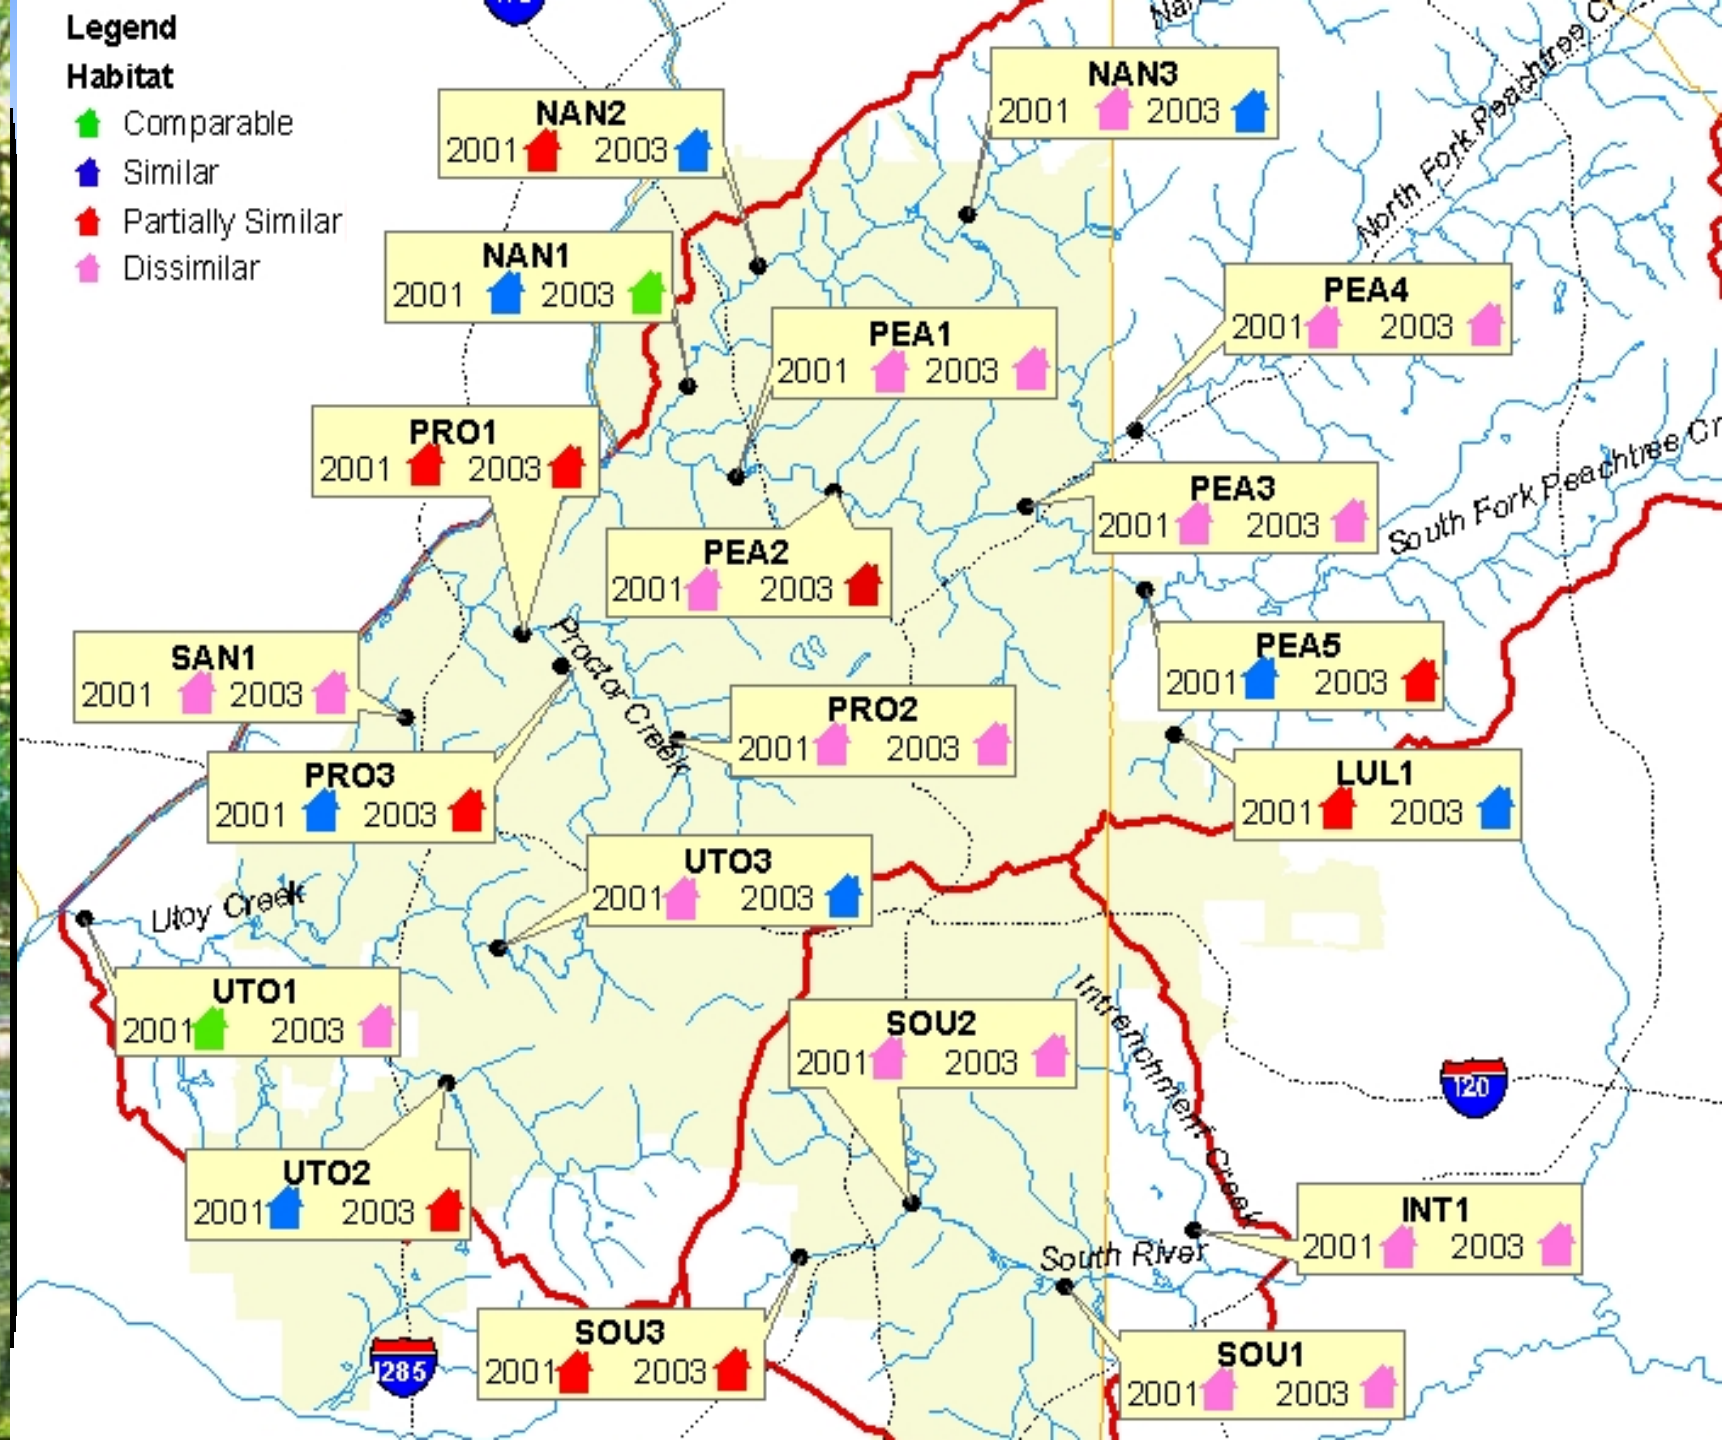 Legend
Habitat
Comparable
Similar
Partially Similar
Dissimilar
NAN3
2001 2003
NAN2
2001 2003
North Fork Peachtree Cr
NAN1
2001 2003
PEA4
2001 2003
PEA1
2001 2003
PRO1
2001 2003
South Fork Peachtree Cr
PEA3
2001 2003
PEA2
2001 2003
Proctor Creek
SAN1
2001 2003
PEA5
2001 2003
PRO2
2001 2003
PRO3
2001 2003
LUL1
2001 2003
UTO3
2001 2003
Utoy Creek
UTO1
2001 2003
SOU2
2001 2003
Intrenchment Creek
120
UTO2
2001 2003
INT1
2001 2003
South River
SOU3
2001 2003
SOU1
2001 2003
I285